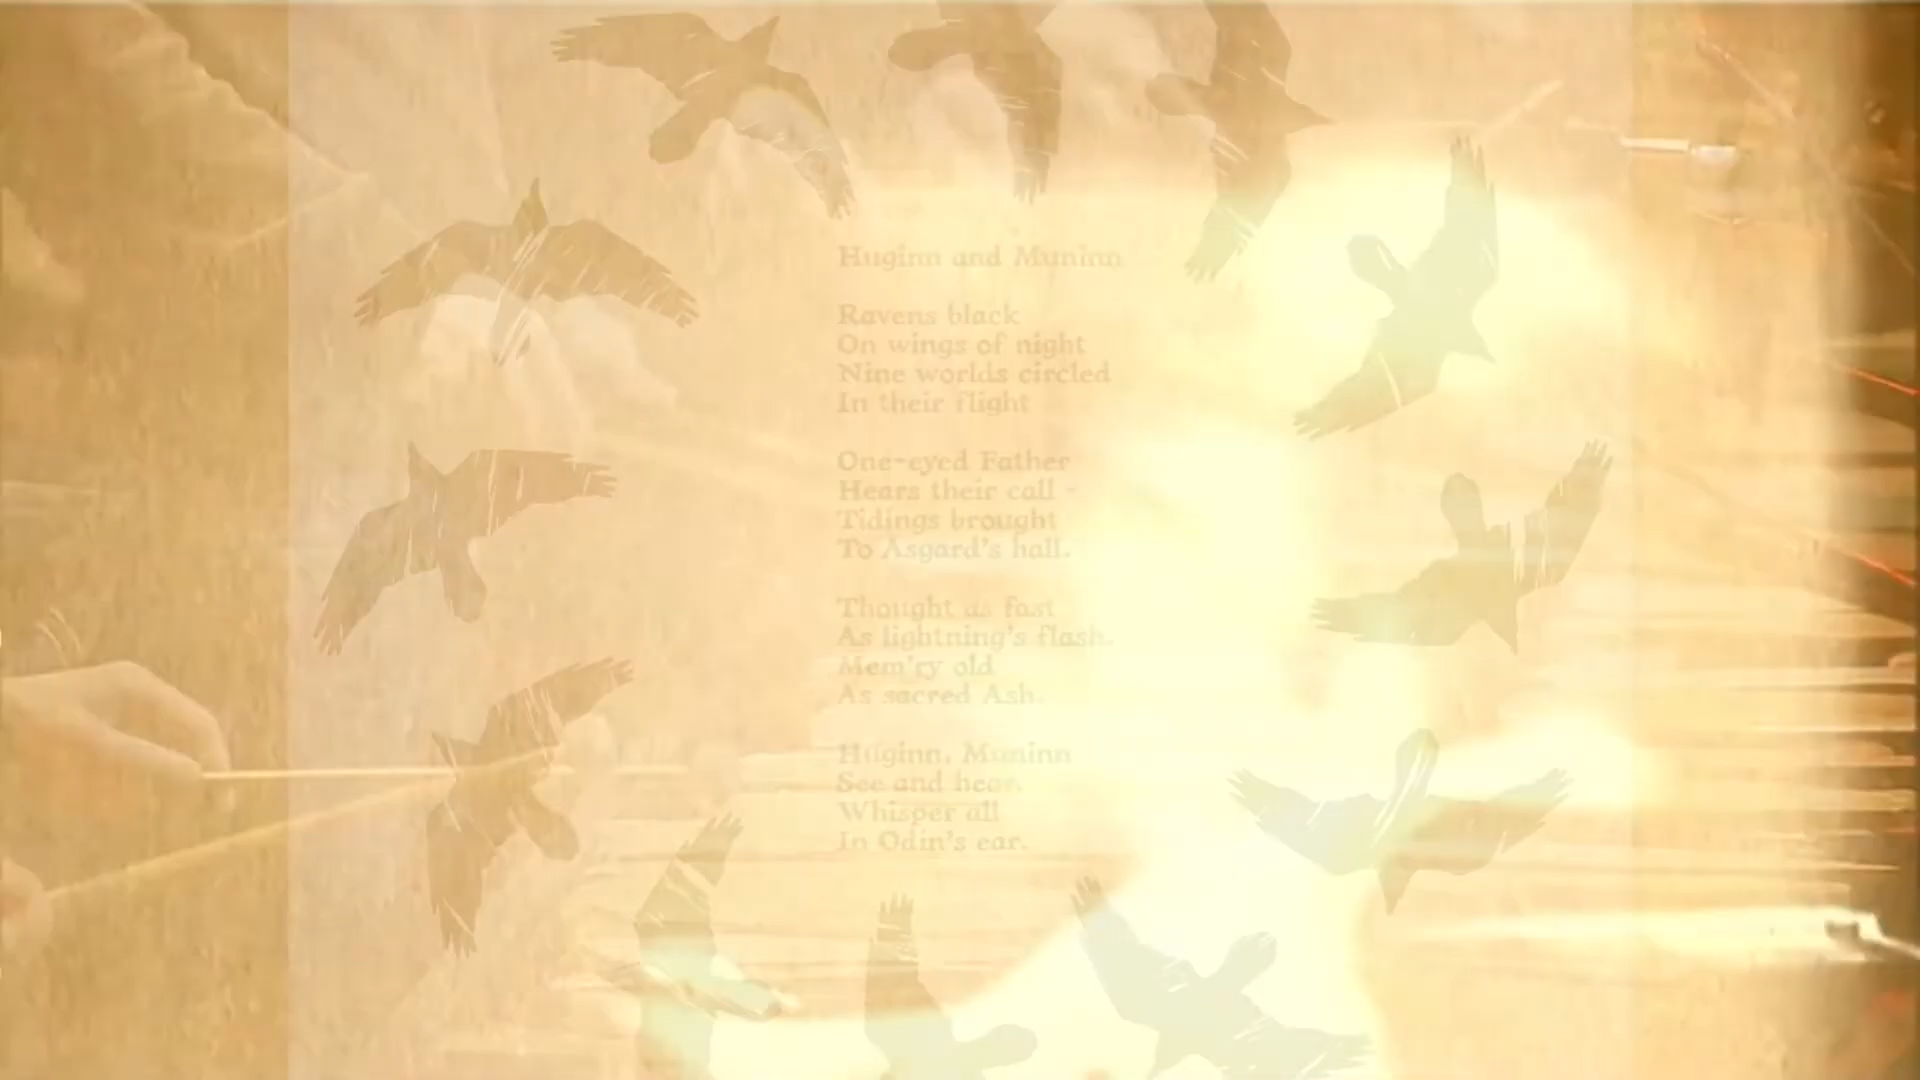 Huginn and Muninn
Ravens black
On wings of night
Nine worlds circled
In their flight
One-eyed Father
Hears their call -
Tidings brought
To Asgard's hall.
Thought as fast
As lightning's flash.
Mem'ry old
As sacred Ash.
Huginn, Muninn
See and hear.
Whisper all
In Odin's ear.